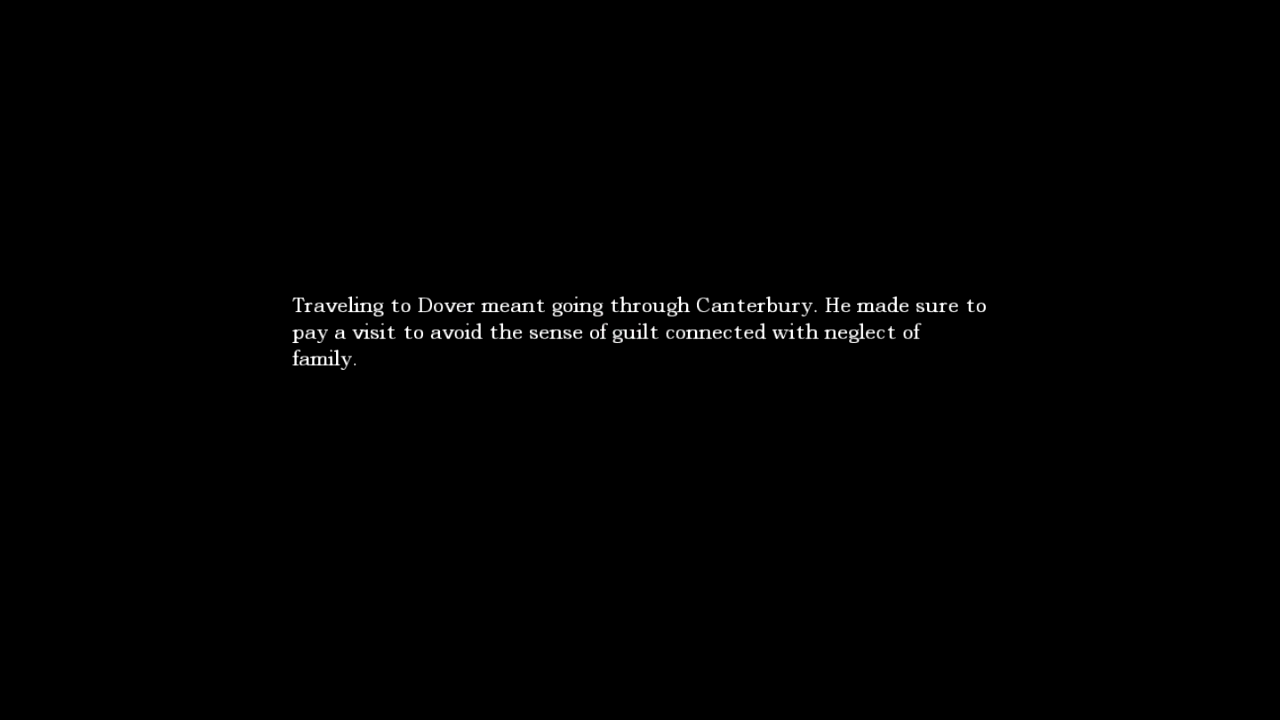 Traveling to Dover meant going through Canterbury. He made sure to
pay a visit to avoid the sense of guilt connected with neglect of
family.